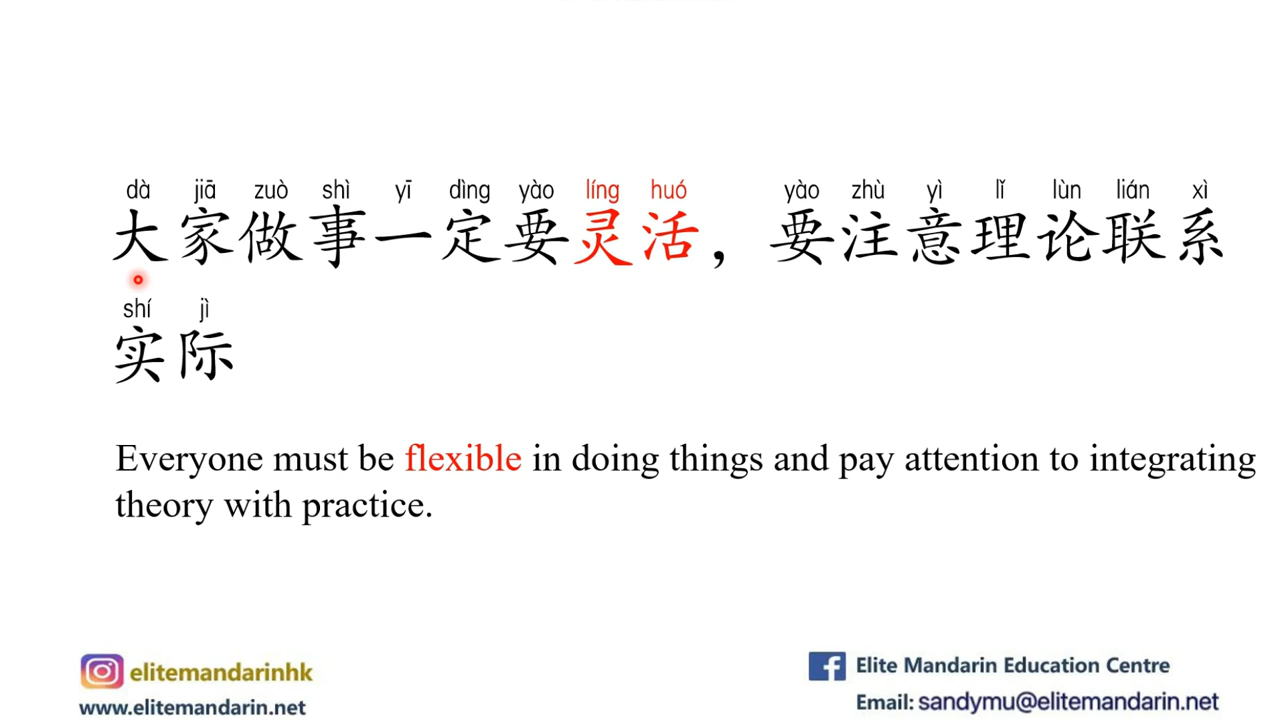 dà jiā zuò shì yī dìng yào líng huó yào zhù yì lǐ lùn lián xì
大家做事一定要灵活，要注意理论联系
shí jì
实际
Everyone must be flexible in doing things and pay attention to integrating
theory with practice.
elitemandarinhk
www.elitemandarin.net
Elite Mandarin Education Centre
Email: sandymu@elitemandarin.net